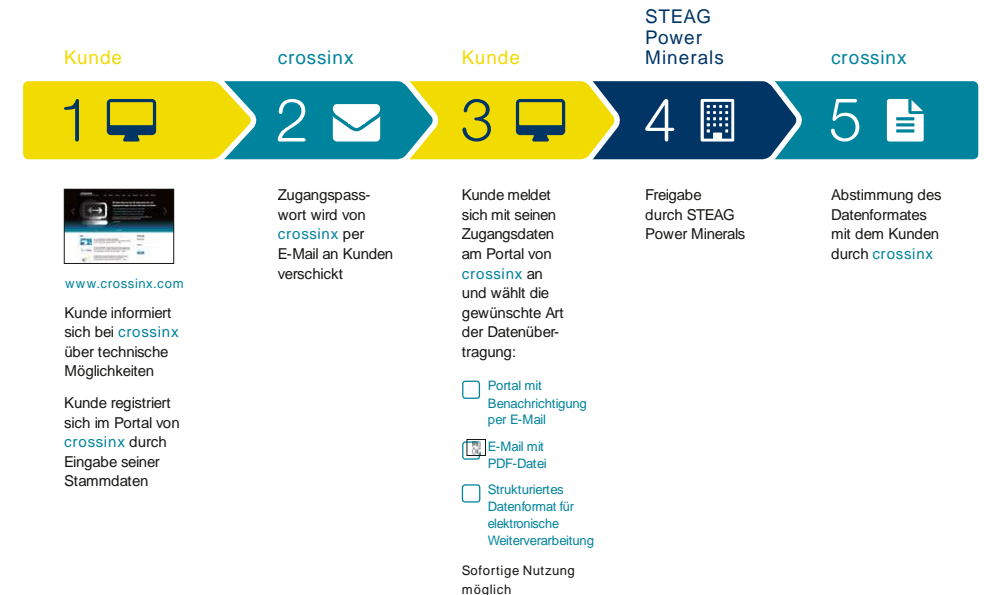 Kunde
crossinx
Kunde
STEAG
Power
Minerals
crossinx
1
2
3
4
5
www.crossinx.com
Kunde informiert
sich bei crossinx
über technische
Möglichkeiten
Kunde registriert
sich im Portal von
crossinx durch
Eingabe seiner
Stammdaten
Zugangspass-
wort wird von
crossinx per
E-Mail an Kunden
verschickt
Kunde meldet
sich mit seinen
Zugangsdaten
am Portal von
crossinx an
und wählt die
gewünschte Art
der Datenüber-
tragung:
Portal mit
Benachrichtigung
per E-Mail
E-Mail mit
PDF-Datei
Strukturiertes
Datenformat für
elektronische
Weiterverarbeitung
Sofortige Nutzung
möglich
Freigabe
durch STEAG
Power Minerals
Abstimmung des
Datenformates
mit dem Kunden
durch crossinx